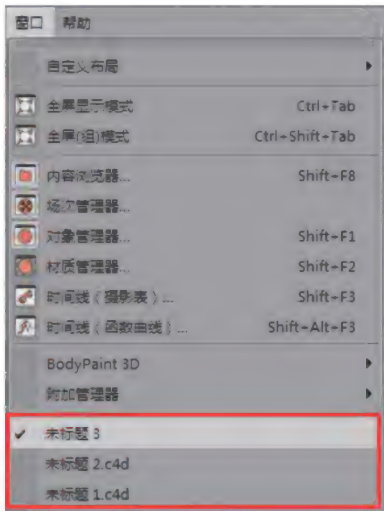 窗口 帮助
自定义布局
全屏显示模式 Ctrl+Tab
全屏(组)模式 Ctrl+Shift+Tab
内容浏览器... Shift+F8
场次管理器...
对象管理器... Shift+F1
材质管理器... Shift+F2
时间线（摄影表）... Shift+F3
时间线（函数曲线）... Shift+Alt+F3
BodyPaint 3D
附加管理器
未标题 3
未标题 2.c4d
未标题 1.c4d